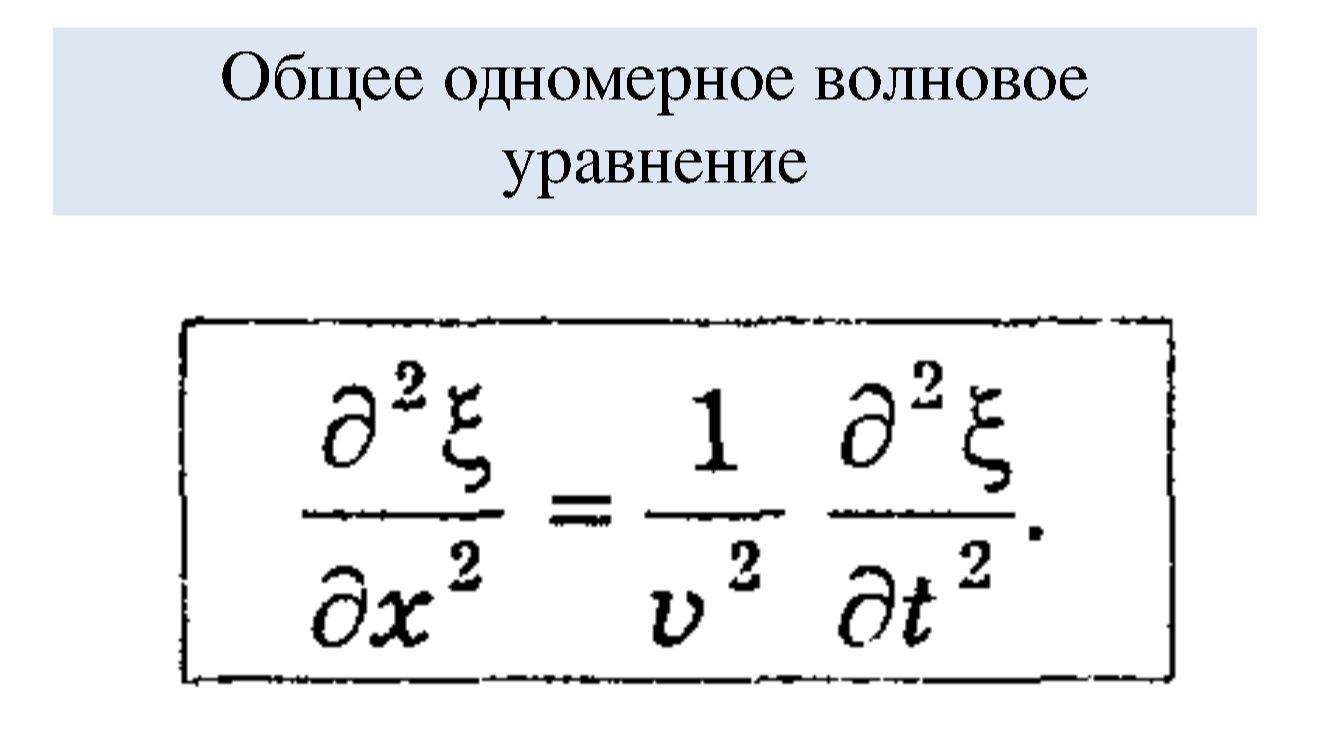 Общее одномерное волновое
уравнение
∂²ξ/∂x² = 1/υ² ∂²ξ/∂t².